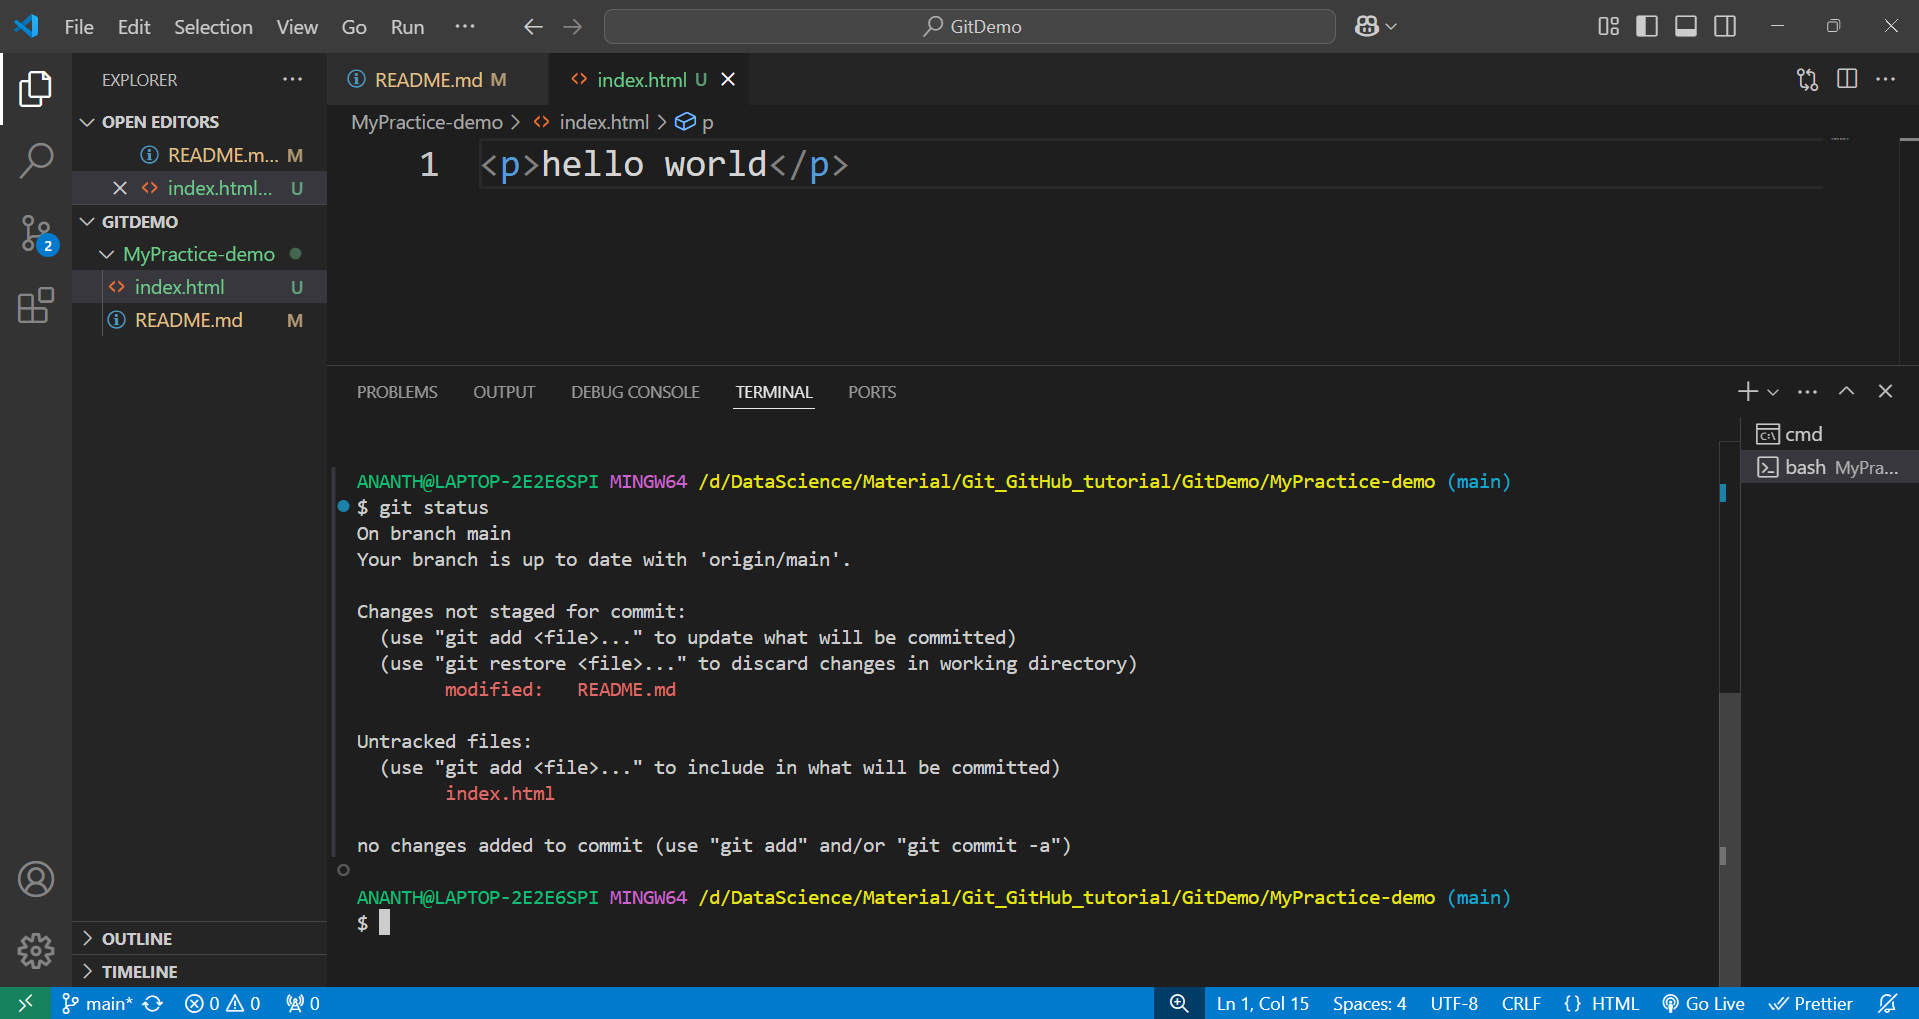 File Edit Selection View Go Run ··· GitDemo
EXPLORER ···
OPEN EDITORS
README.m... M
index.html... U
GITDEMO
MyPractice-demo
index.html U
README.md M
OUTLINE
TIMELINE
2
README.md M index.html U
MyPractice-demo > index.html > p
1 <p>hello world</p>
PROBLEMS OUTPUT DEBUG CONSOLE TERMINAL PORTS
cmd
bash MyPra...
ANANTH@LAPTOP-2E2E6SPI MINGW64 /d/DataScience/Material/Git_GitHub_tutorial/GitDemo/MyPractice-demo (main)
$ git status
On branch main
Your branch is up to date with 'origin/main'.
Changes not staged for commit:
(use "git add <file>..." to update what will be committed)
(use "git restore <file>..." to discard changes in working directory)
modified: README.md
Untracked files:
(use "git add <file>..." to include in what will be committed)
index.html
no changes added to commit (use "git add" and/or "git commit -a")
ANANTH@LAPTOP-2E2E6SPI MINGW64 /d/DataScience/Material/Git_GitHub_tutorial/GitDemo/MyPractice-demo (main)
$
main* 0 0 0 Ln 1, Col 15 Spaces: 4 UTF-8 CRLF {} HTML Go Live Prettier